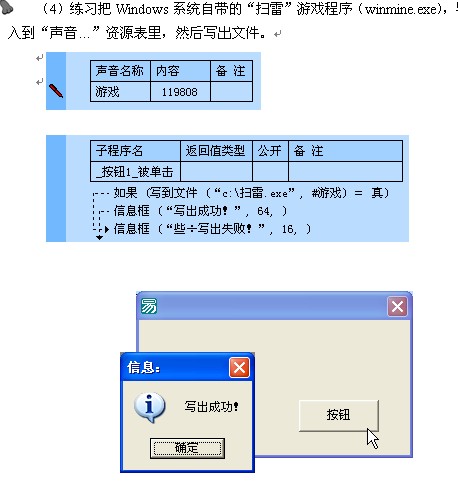 （4）练习把 Windows 系统自带的“扫雷”游戏程序（winmine.exe），
入到“声音…”资源表里，然后写出文件。
声音名称 内容 备 注
游戏 119808
子程序名 返回值类型 公开 备 注
_按钮1_被单击
如果 (写到文件 (“c:\扫雷.exe”, #游戏) ＝ 真)
信息框 (“写出成功！”, 64, )
信息框 (“些÷写出失败！”, 16, )
易
信息：
写出成功！
按钮
确定